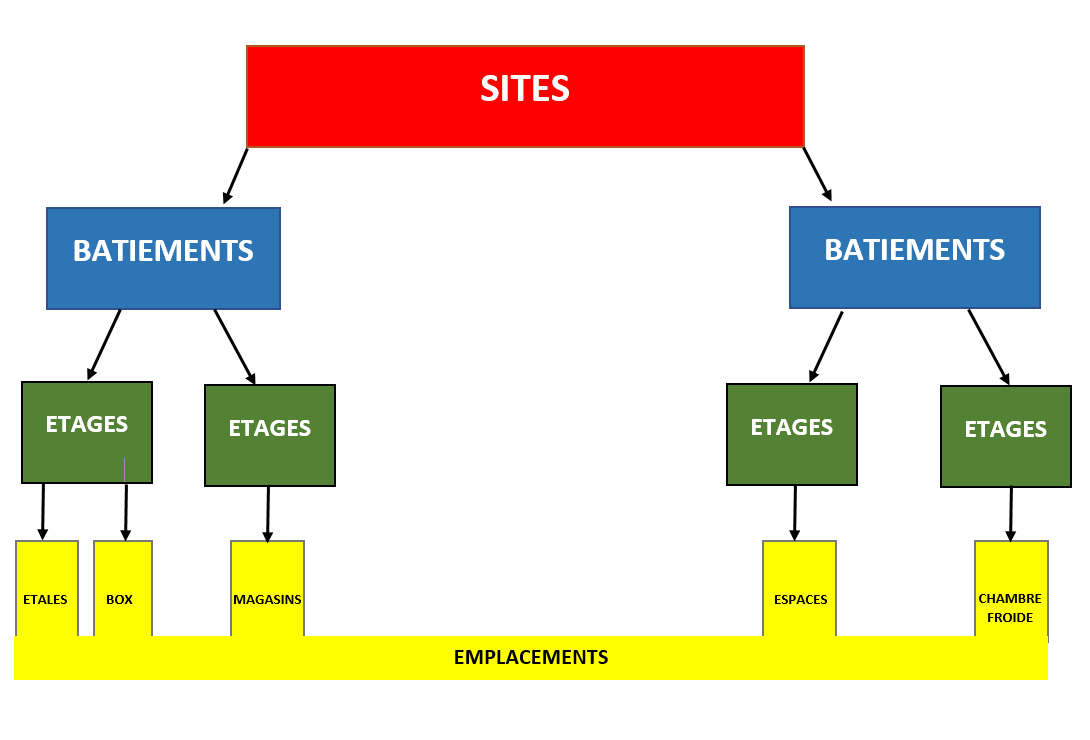 SITES
BATIEMENTS
BATIEMENTS
ETAGES
ETAGES
ETAGES
ETAGES
ETALES
BOX
MAGASINS
ESPACES
CHAMBRE
FROIDE
EMPLACEMENTS